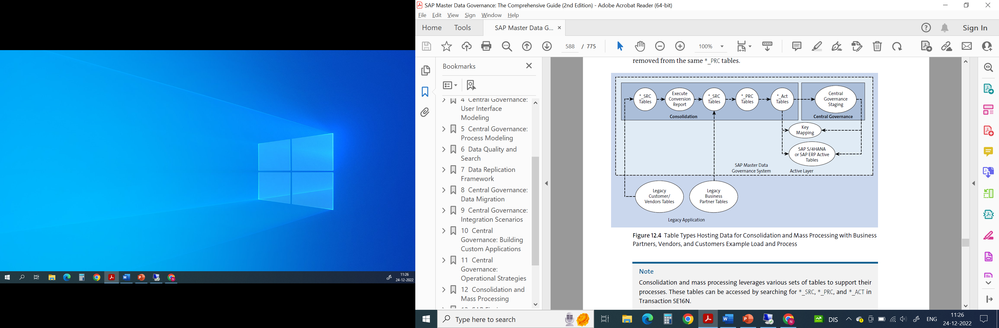 11:26
24-12-2022
SAP Master Data Governance: The Comprehensive Guide (2nd Edition) - Adobe Acrobat Reader (64-bit)
File Edit View Sign Window Help
Home Tools SAP Master Data G... ×
Sign In
588 / 775
100%
Bookmarks
4 Central Governance:
User Interface
Modeling
5 Central Governance:
Process Modeling
6 Data Quality and
Search
7 Data Replication
Framework
8 Central Governance:
Data Migration
9 Central Governance:
Integration Scenarios
10 Central
Governance: Building
Custom Applications
11 Central
Governance:
Operational Strategies
12 Consolidation and
Mass Processing
removed from the same *_PRC tables.
*_SRC
Tables
Execute
Conversion
Report
*_SRC
Tables
*_PRC
Tables
*_Act
Tables
Consolidation
Central
Governance
Staging
Central Governance
Key
Mapping
SAP S/4HANA
or SAP ERP Active
Tables
SAP Master Data
Governance System
Active Layer
Legacy
Customer/
Vendors Tables
Legacy
Business
Partner Tables
Legacy Application
Figure 12.4 Table Types Hosting Data for Consolidation and Mass Processing with Business
Partners, Vendors, and Customers Example Load and Process
Note
Consolidation and mass processing leverages various sets of tables to support their
processes. These tables can be accessed by searching for *_SRC, *_PRC, and *_ACT in
Transaction SE16N.
Type here to search
DIS
ENG
11:26
24-12-2022